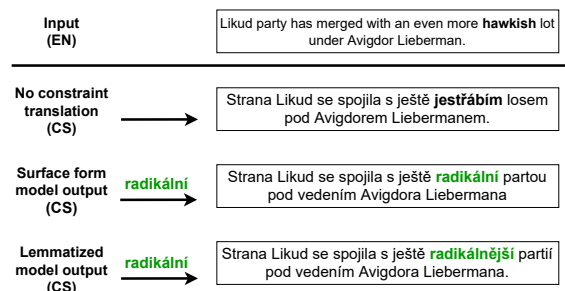 Input
(EN)
Likud party has merged with an even more hawkish lot
under Avigdor Lieberman.
No constraint
translation
(CS)
Strana Likud se spojila s ještě jestřábím losem
pod Avigdorem Liebermanem.
Surface form
model output
(CS)
radikální
Strana Likud se spojila s ještě radikální partou
pod vedením Avigdora Liebermana
Lemmatized
model output
(CS)
radikální
Strana Likud se spojila s ještě radikálnější partií
pod vedením Avigdora Liebermana.